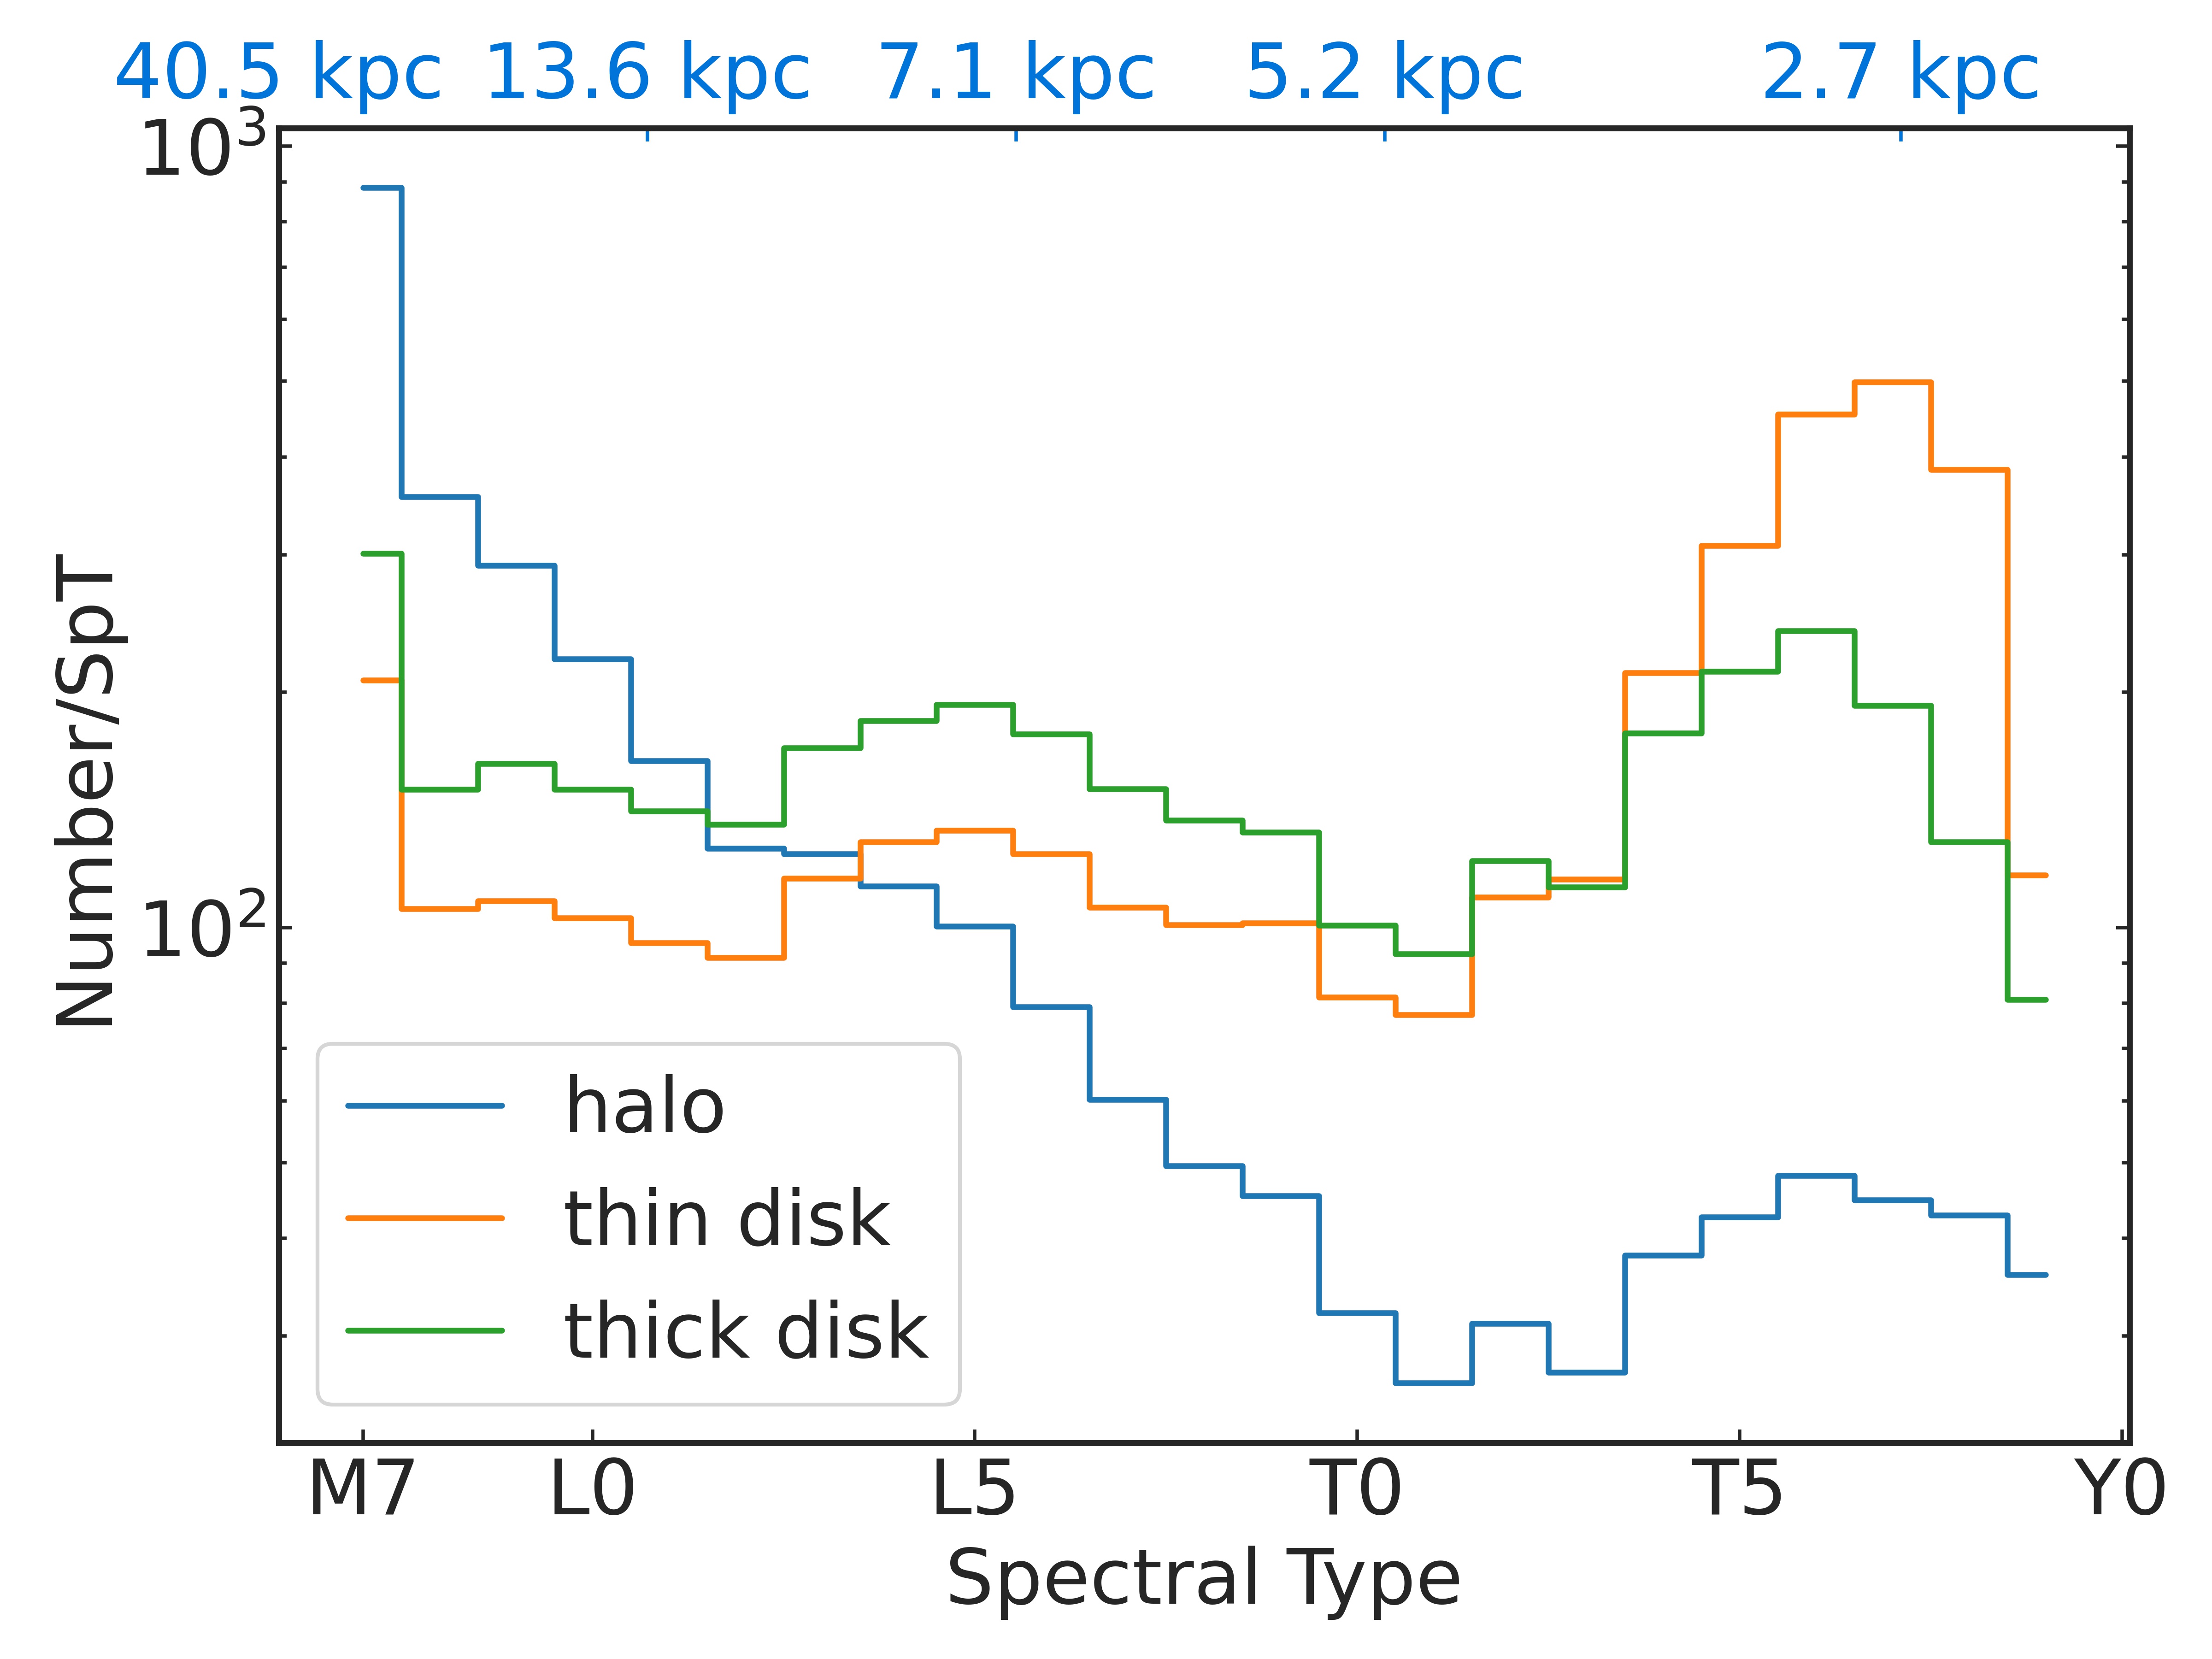 40.5 kpc 13.6 kpc 7.1 kpc 5.2 kpc 2.7 kpc
10³
10²
Number/SpT
halo
thin disk
thick disk
M7 L0 L5 T0 T5 Y0
Spectral Type